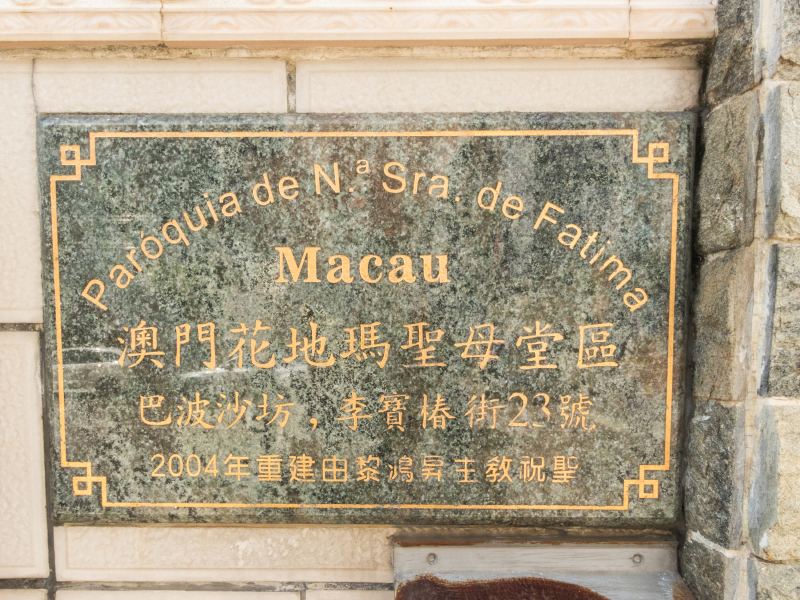 Paróquia de N.ª Sra. de Fatima
Macau
澳門花地瑪聖母堂區
巴波沙坊，李寶椿街23號
2004年重建由黎鴻昇主教祝聖